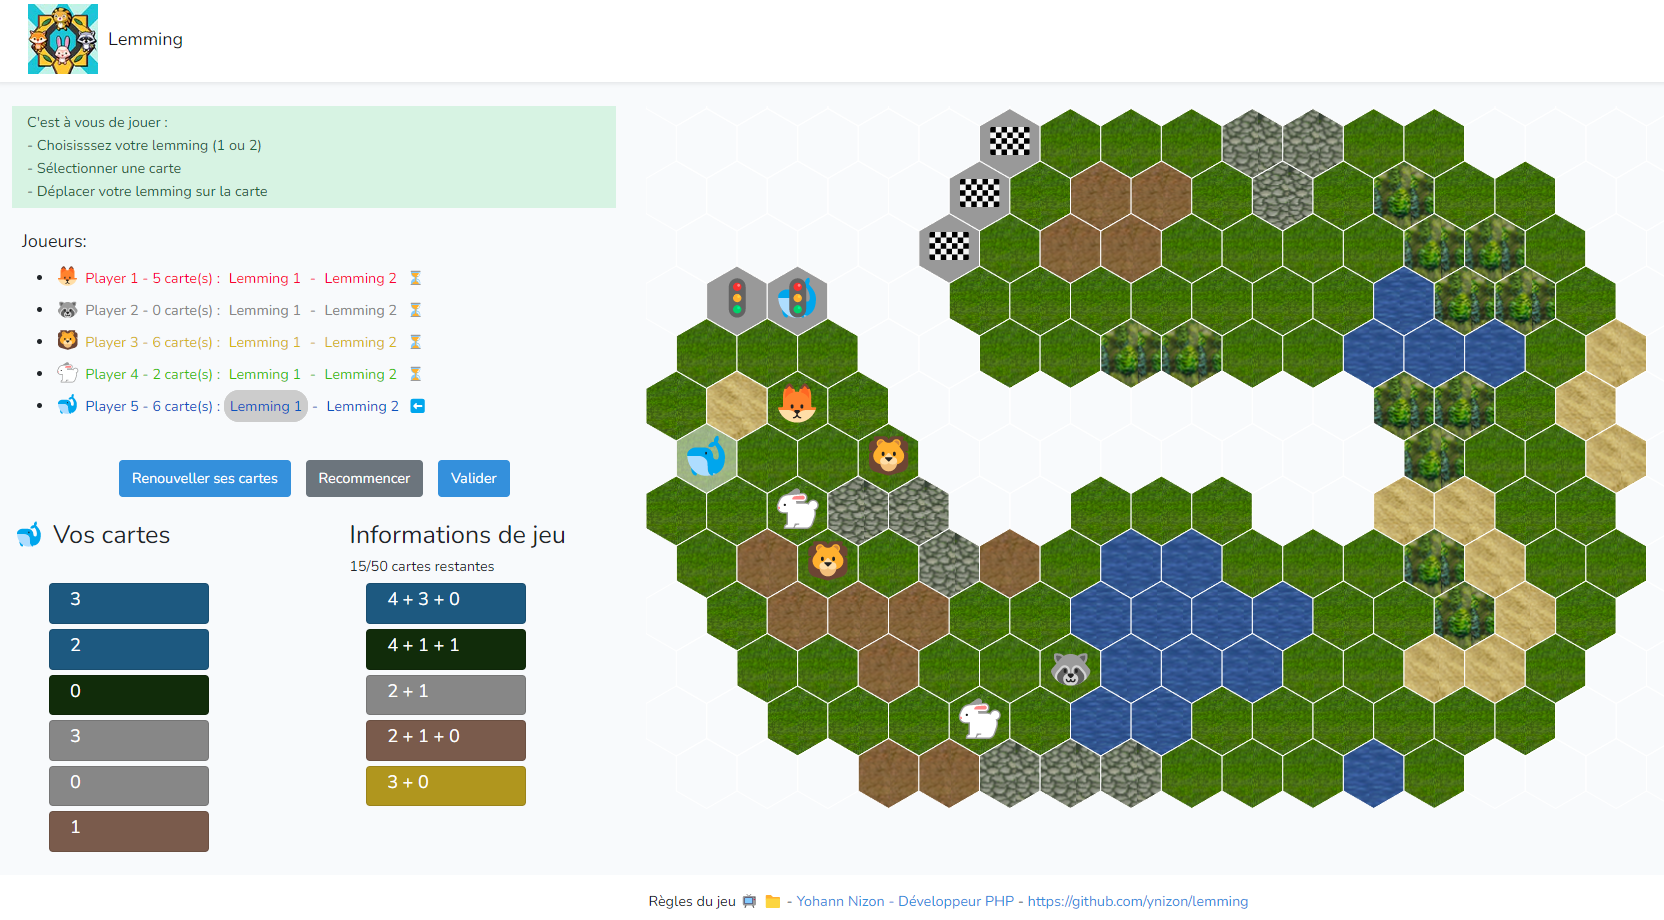 Lemming
C'est à vous de jouer :
- Choisisssez votre lemming (1 ou 2)
- Sélectionner une carte
- Déplacer votre lemming sur la carte
Joueurs:
Player 1 - 5 carte(s) : Lemming 1 - Lemming 2
Player 2 - 0 carte(s) : Lemming 1 - Lemming 2
Player 3 - 6 carte(s) : Lemming 1 - Lemming 2
Player 4 - 2 carte(s) : Lemming 1 - Lemming 2
Player 5 - 6 carte(s) : Lemming 1 - Lemming 2
Renouveller ses cartes Recommencer Valider
Vos cartes
3
2
0
3
0
1
Informations de jeu
15/50 cartes restantes
4 + 3 + 0
4 + 1 + 1
2 + 1
2 + 1 + 0
3 + 0
Règles du jeu - Yohann Nizon - Développeur PHP - https://github.com/ynizon/lemming